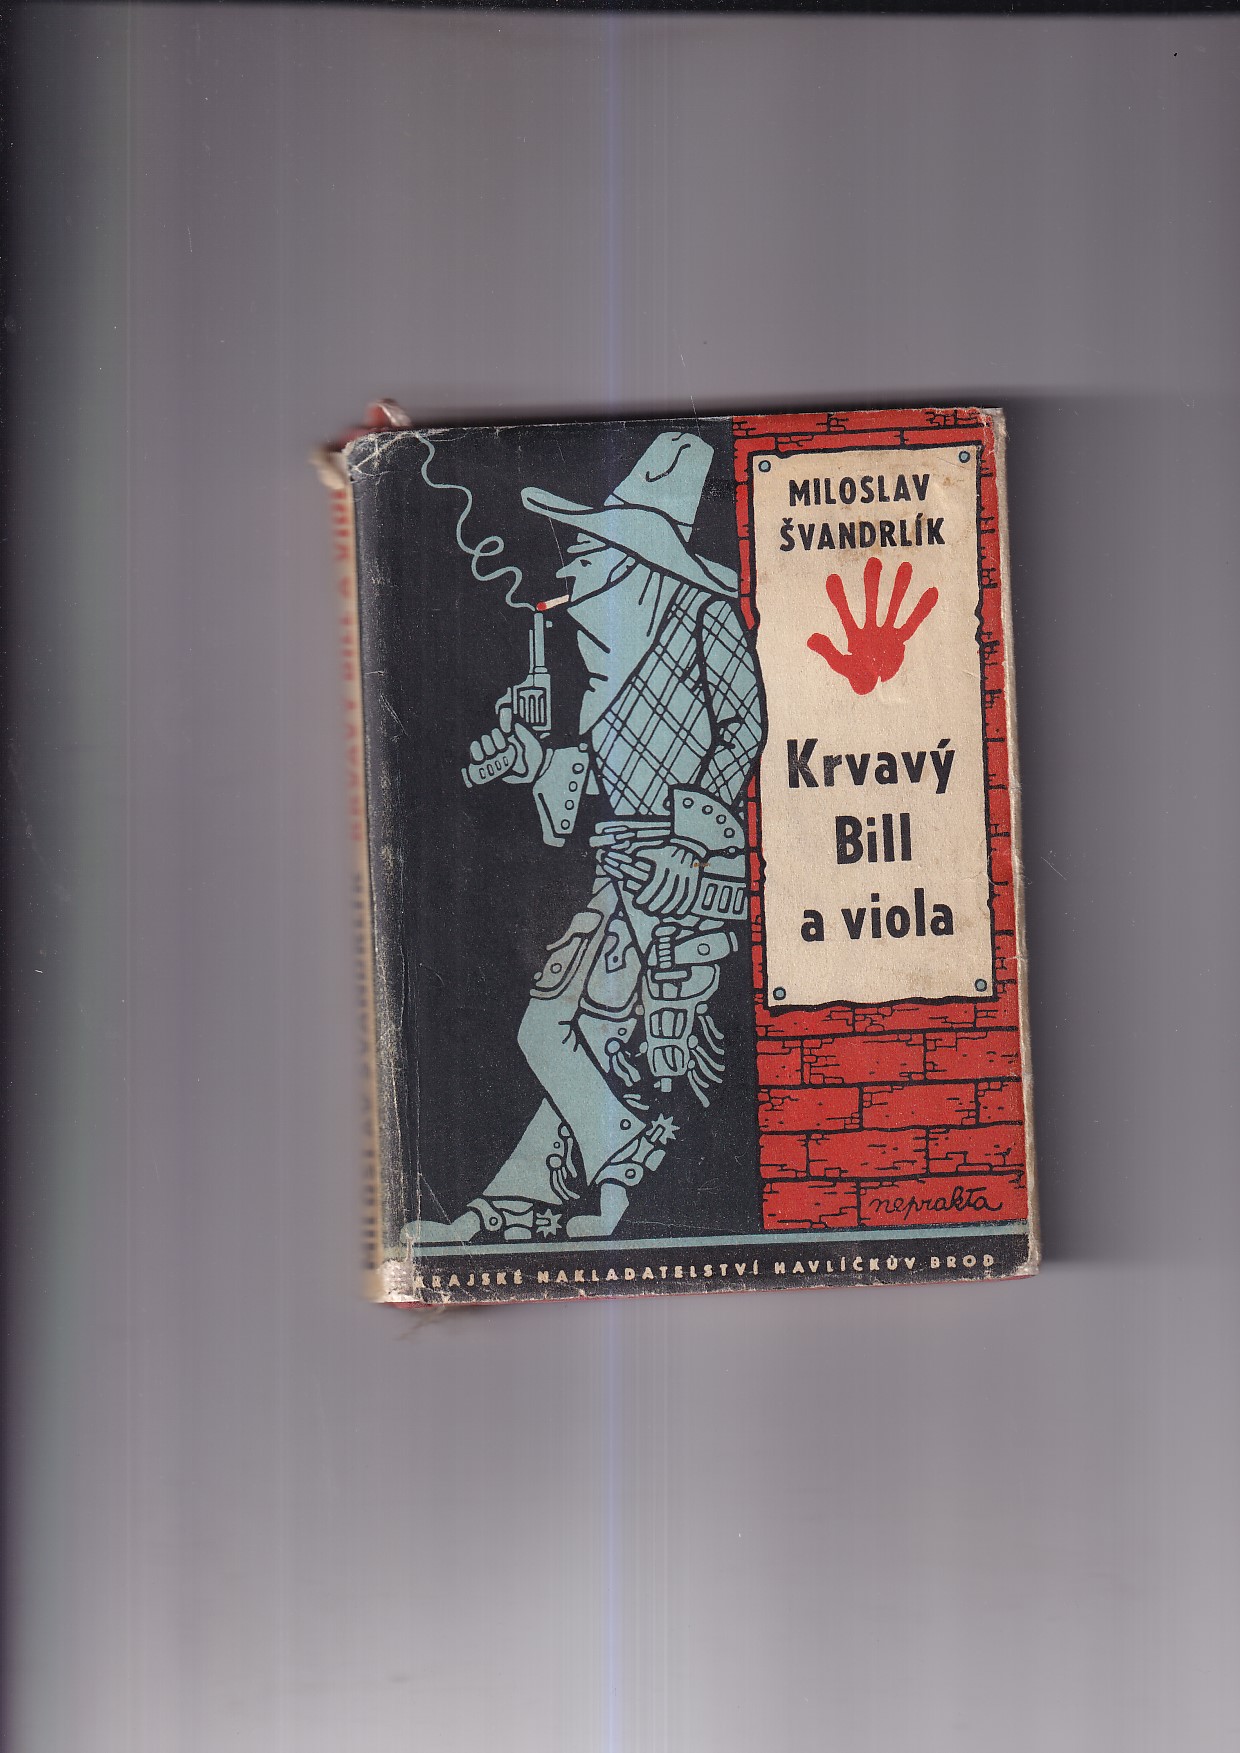 MILOSLAV
ŠVANDRLÍK
Krvavý
Bill
a viola
neprakta
KRAJSKÉ NAKLADATELSTVÍ HAVLÍČKŮV BROD